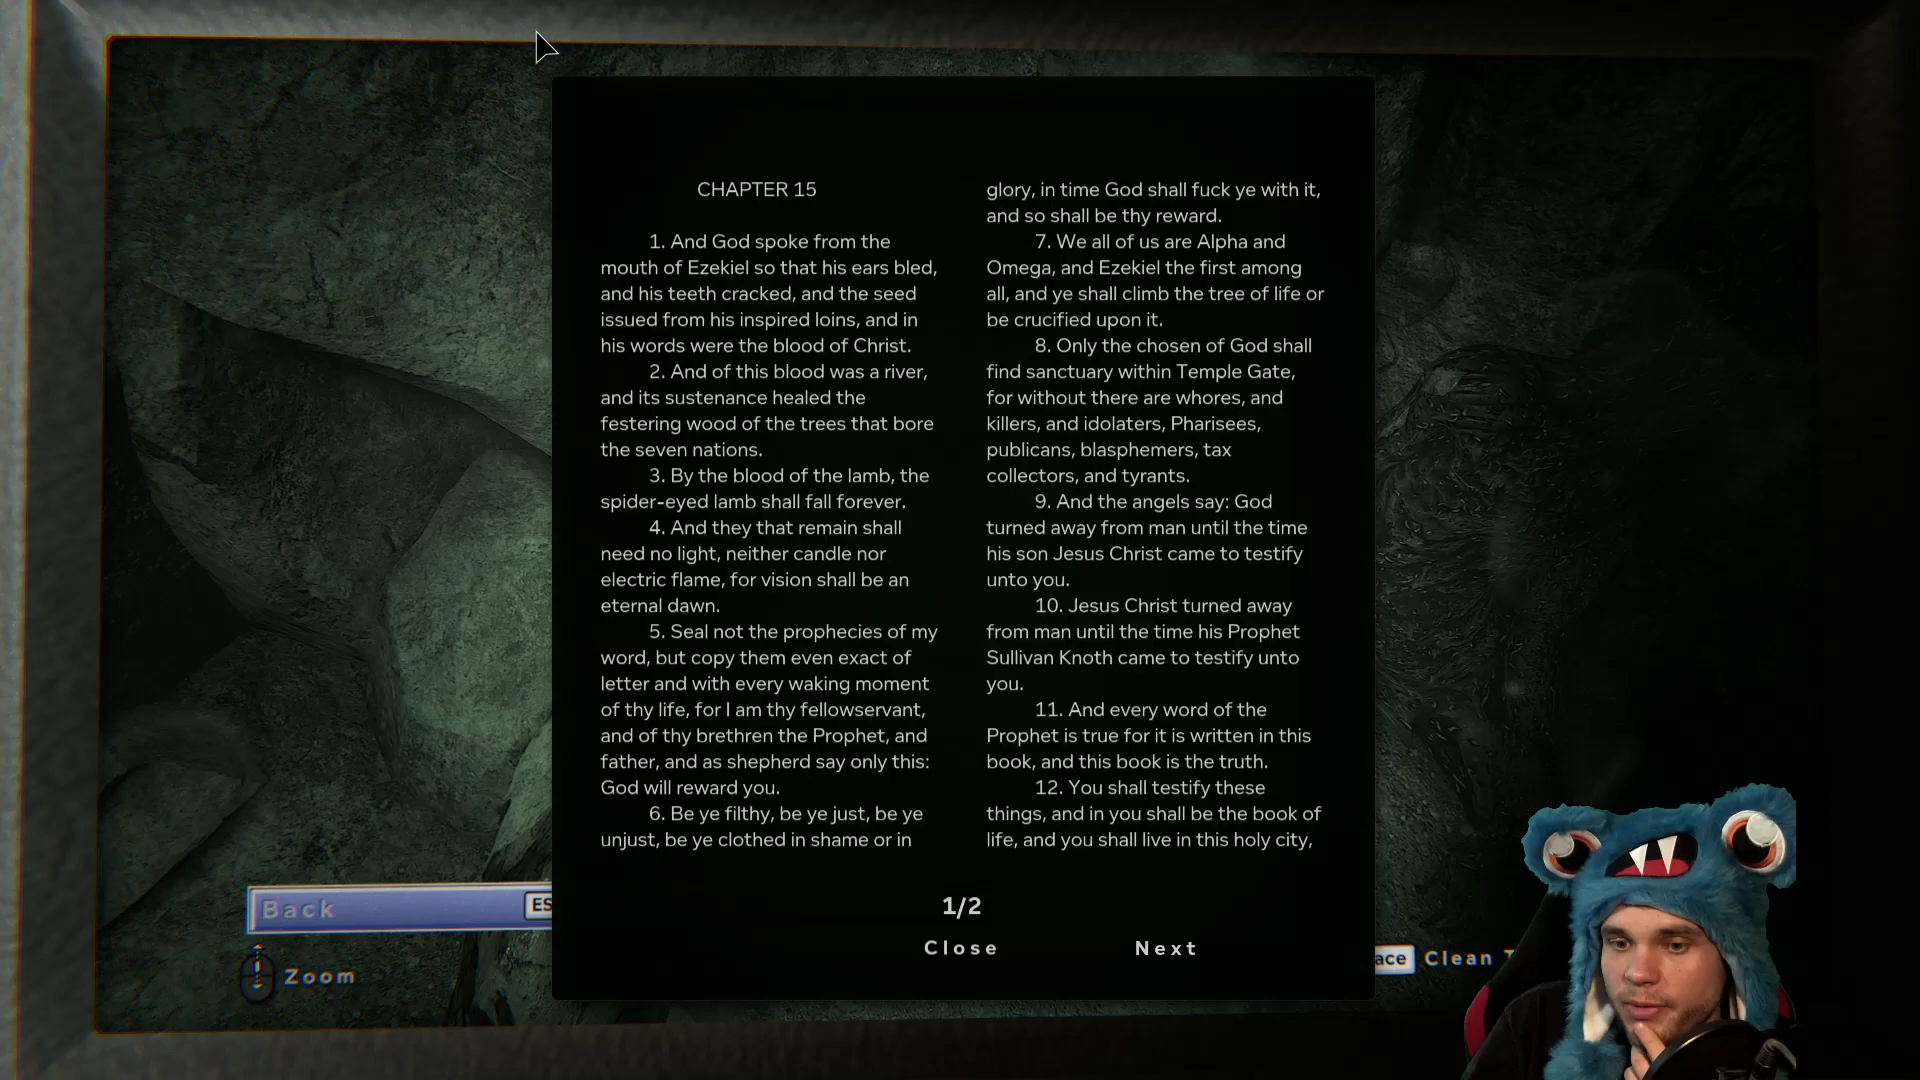 CHAPTER 15
1. And God spoke from the
mouth of Ezekiel so that his ears bled,
and his teeth cracked, and the seed
issued from his inspired loins, and in
his words were the blood of Christ.
2. And of this blood was a river,
and its sustenance healed the
festering wood of the trees that bore
the seven nations.
3. By the blood of the lamb, the
spider-eyed lamb shall fall forever.
4. And they that remain shall
need no light, neither candle nor
electric flame, for vision shall be an
eternal dawn.
5. Seal not the prophecies of my
word, but copy them even exact of
letter and with every waking moment
of thy life, for I am thy fellowservant,
and of thy brethren the Prophet, and
father, and as shepherd say only this:
God will reward you.
6. Be ye filthy, be ye just, be ye
unjust, be ye clothed in shame or in
glory, in time God shall fuck ye with it,
and so shall be thy reward.
7. We all of us are Alpha and
Omega, and Ezekiel the first among
all, and ye shall climb the tree of life or
be crucified upon it.
8. Only the chosen of God shall
find sanctuary within Temple Gate,
for without there are whores, and
killers, and idolaters, Pharisees,
publicans, blasphemers, tax
collectors, and tyrants.
9. And the angels say: God
turned away from man until the time
his son Jesus Christ came to testify
unto you.
10. Jesus Christ turned away
from man until the time his Prophet
Sullivan Knoth came to testify unto
you.
11. And every word of the
Prophet is true for it is written in this
book, and this book is the truth.
12. You shall testify these
things, and in you shall be the book of
life, and you shall live in this holy city,
1/2
Close Next
Back ES
Zoom
ace Clean